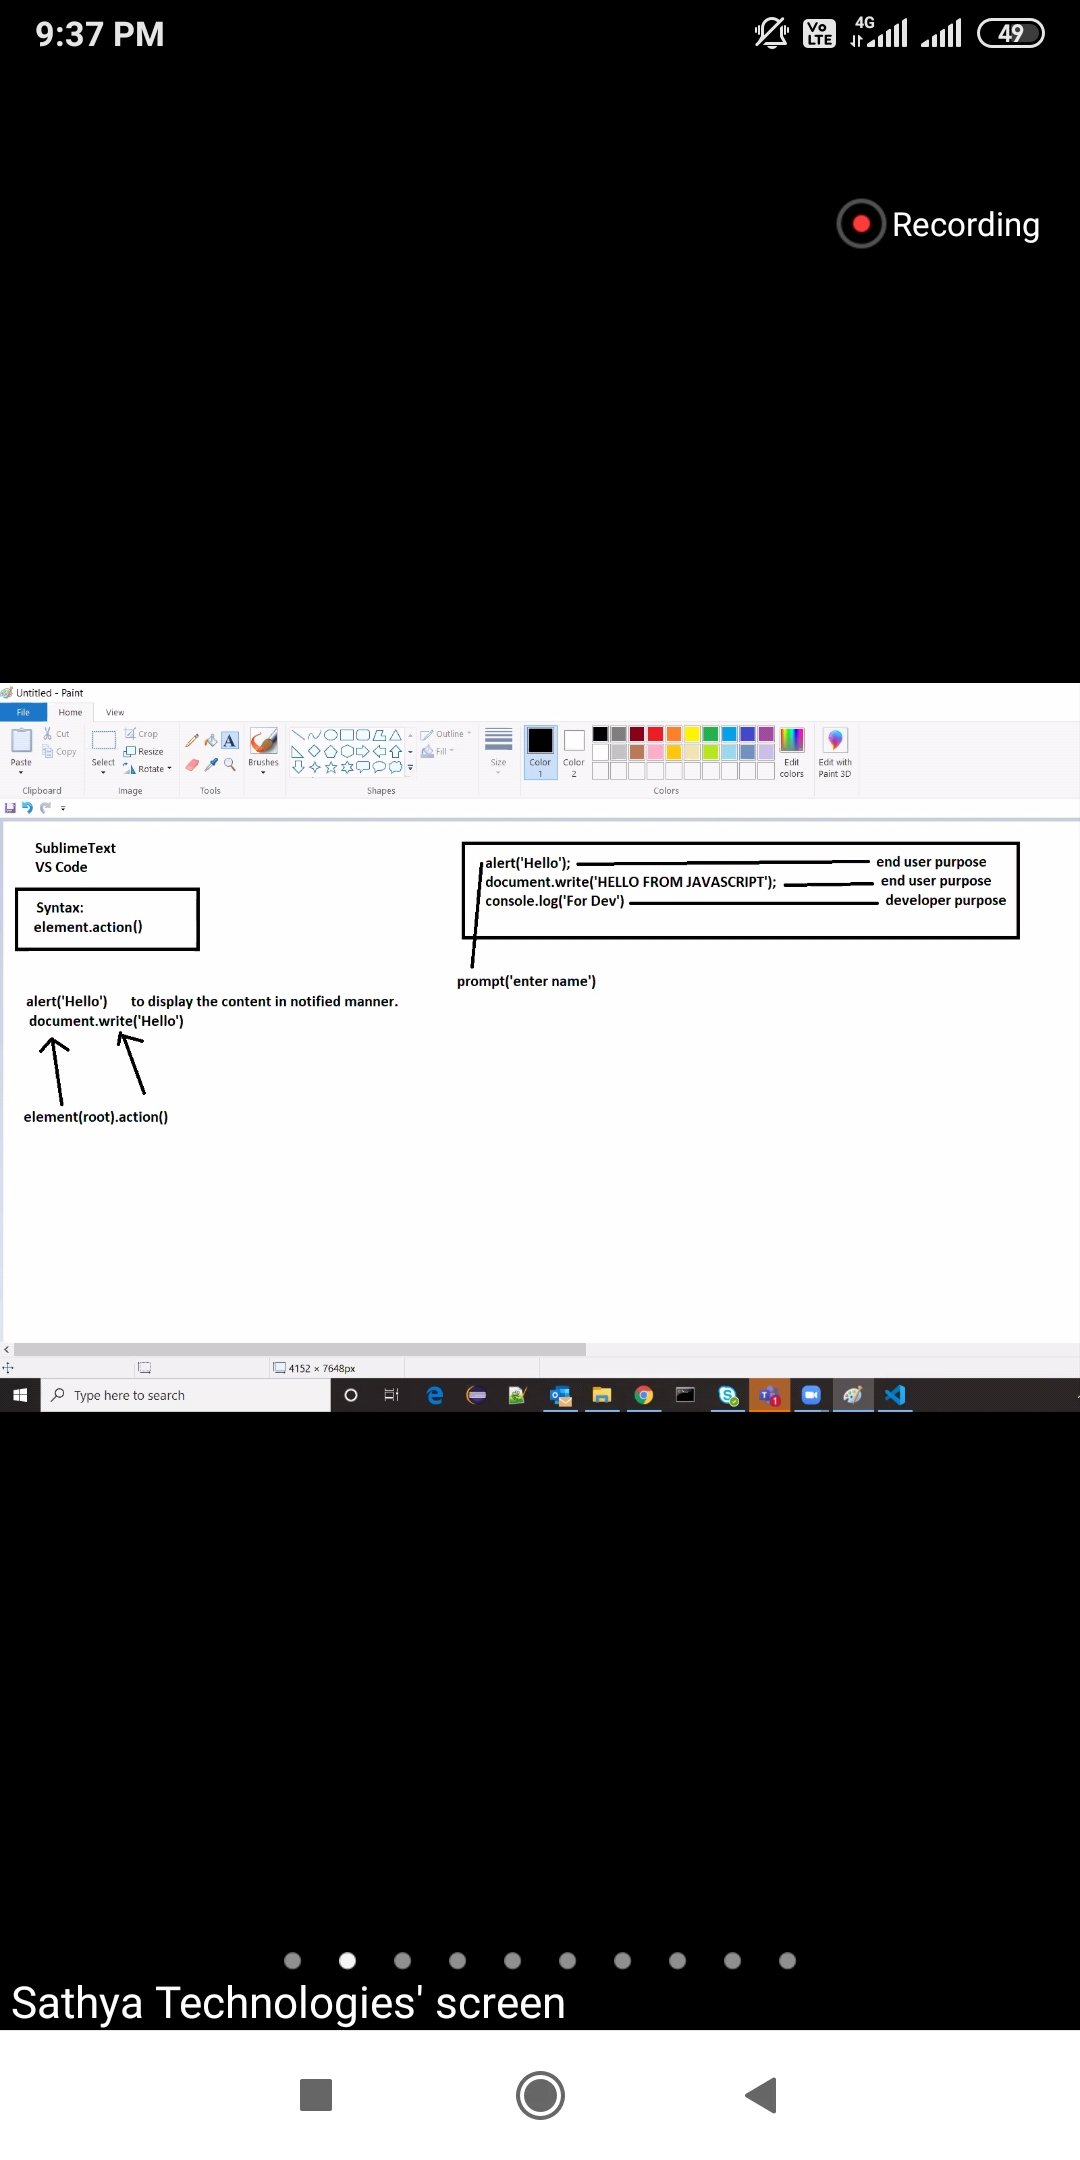 9:37 PM
Vo
LTE
4G
49
Recording
Untitled - Paint
File
Home
View
Cut
Copy
Paste
Clipboard
Crop
Resize
Rotate
Select
Image
A
Tools
Brushes
Outline
Fill
Shapes
Size
Color
1
Color
2
Edit
colors
Colors
Edit with
Paint 3D
SublimeText
VS Code
Syntax:
element.action()
alert('Hello') to display the content in notified manner.
document.write('Hello')
element(root).action()
alert('Hello'); end user purpose
document.write('HELLO FROM JAVASCRIPT'); end user purpose
console.log('For Dev') developer purpose
prompt('enter name')
4152 × 7648px
Type here to search
Sathya Technologies' screen